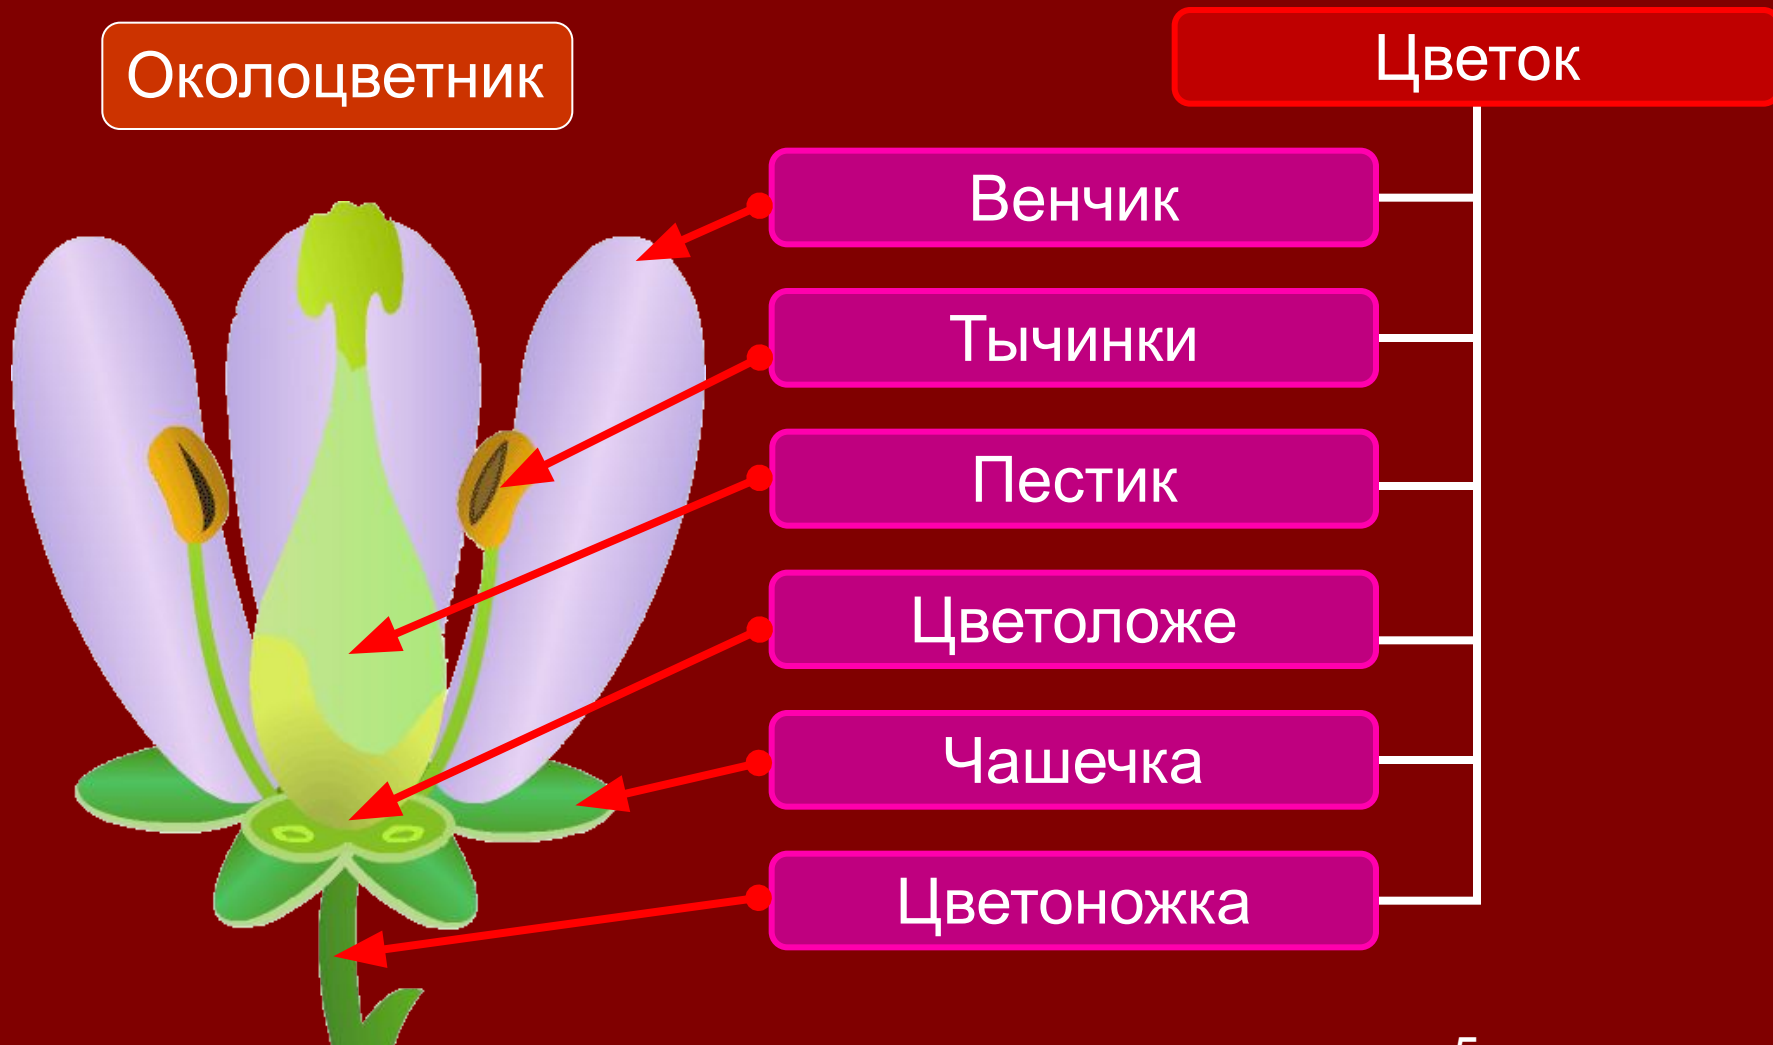 Околоцветник
Цветок
Венчик
Тычинки
Пестик
Цветоложе
Чашечка
Цветоножка